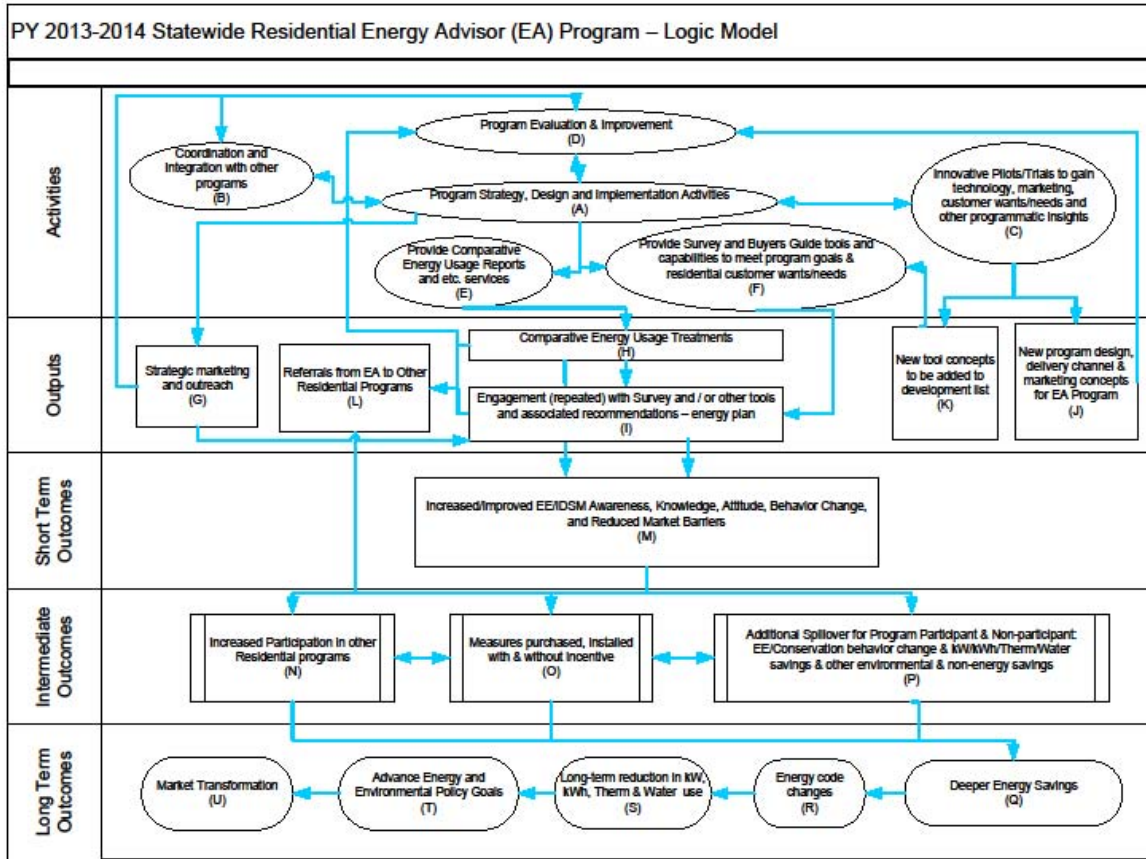 PY 2013-2014 Statewide Residential Energy Advisor (EA) Program – Logic Model
Activities
Program Evaluation & Improvement
(D)
Coordination and
Integration with other
programs
(B)
Program Strategy, Design and Implementation Activities
(A)
Innovative Pilots/Trials to gain
technology, marketing,
customer wants/needs and
other programmatic insights
(C)
Provide Comparative
Energy Usage Reports
and etc. services
(E)
Provide Survey and Buyers Guide tools and
capabilities to meet program goals &
residential customer wants/needs
(F)
Outputs
Strategic marketing
and outreach
(G)
Referrals from EA to Other
Residential Programs
(L)
Comparative Energy Usage Treatments
(H)
Engagement (repeated) with Survey and / or other tools
and associated recommendations – energy plan
(I)
New tool concepts
to be added to
development list
(K)
New program design,
delivery channel &
marketing concepts
for EA Program
(J)
Short Term
Outcomes
Increased/Improved EE/IDSM Awareness, Knowledge, Attitude, Behavior Change,
and Reduced Market Barriers
(M)
Intermediate
Outcomes
Increased Participation in other
Residential programs
(N)
Measures purchased, Installed
with & without incentive
(O)
Additional Spillover for Program Participant & Non-participant:
EE/Conservation behavior change & kW/kWh/Therm/Water
savings & other environmental & non-energy savings
(P)
Long Term
Outcomes
Market Transformation
(U)
Advance Energy and
Environmental Policy Goals
(T)
Long-term reduction in kW,
kWh, Therm & Water use
(S)
Energy code
changes
(R)
Deeper Energy Savings
(Q)